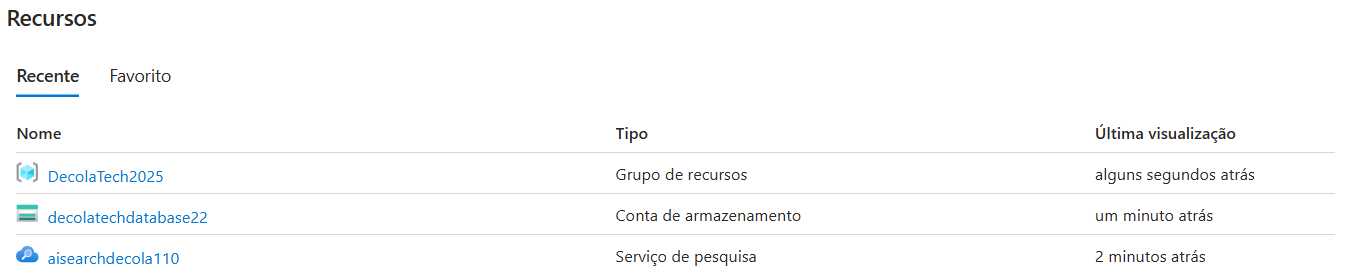 Recursos
Recente Favorito
Nome Tipo Última visualização
DecolaTech2025 Grupo de recursos alguns segundos atrás
decolatechdatabase22 Conta de armazenamento um minuto atrás
aisearchdecola110 Serviço de pesquisa 2 minutos atrás